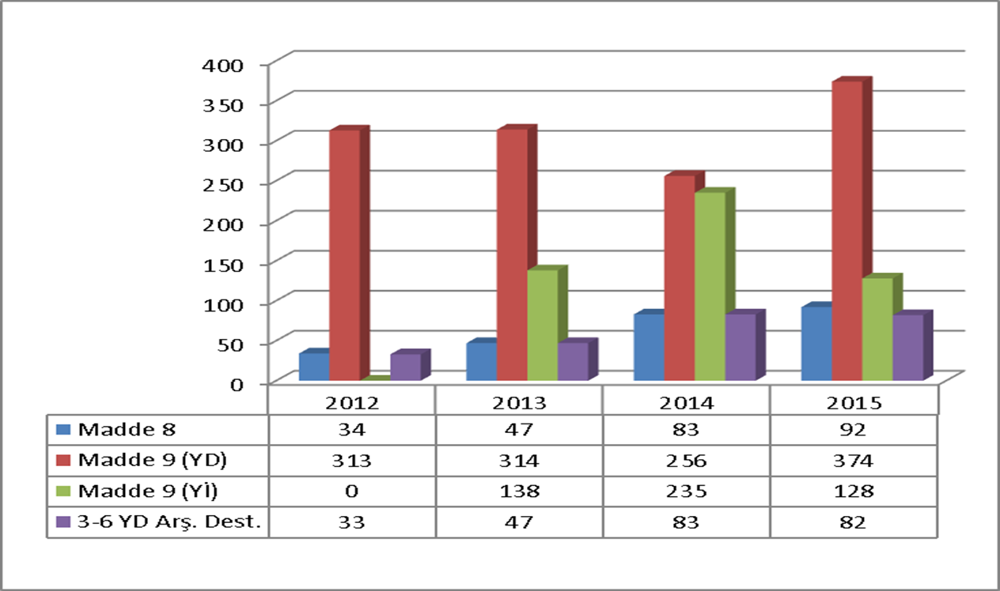 400
350
300
250
200
150
100
50
0
2012 2013 2014 2015
Madde 8 34 47 83 92
Madde 9 (YD) 313 314 256 374
Madde 9 (Yİ) 0 138 235 128
3-6 YD Arş. Dest. 33 47 83 82